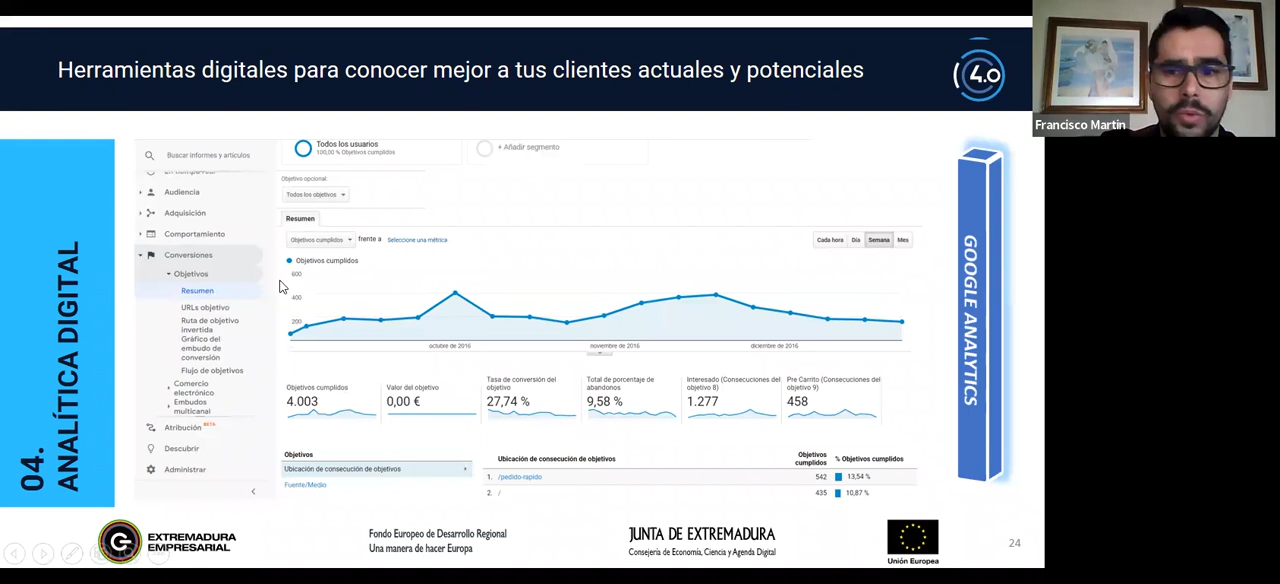 Herramientas digitales para conocer mejor a tus clientes actuales y potenciales
4.0
Francisco Martin
04.
ANALÍTICA DIGITAL
Buscar informes y artículos
Audiencia
Adquisición
Comportamiento
Conversiones
Objetivos
Resumen
URLs objetivo
Ruta de objetivo
invertida
Gráfico del
embudo de
conversión
Flujo de objetivos
Comercio
electrónico
Embudos
multicanal
Atribución BETA
Descubrir
Administrar
Todos los usuarios
100,00 % Objetivos cumplidos
+ Añadir segmento
Objetivo opcional:
Todos los objetivos
Resumen
Objetivos cumplidos frente a Seleccione una métrica
Cada hora Día Semana Mes
Objetivos cumplidos
600
400
200
octubre de 2016 noviembre de 2016 diciembre de 2016
Objetivos cumplidos
4.003
Valor del objetivo
0,00 €
Tasa de conversión del
objetivo
27,74 %
Total de porcentaje de
abandonos
9,58 %
Interesado (Consecuciones del
objetivo 8)
1.277
Pre Carrito (Consecuciones del
objetivo 9)
458
Objetivos
Ubicación de consecución de objetivos
Fuente/Medio
Ubicación de consecución de objetivos Objetivos
cumplidos % Objetivos cumplidos
1. /pedido-rapido 542 13,54 %
2. / 435 10,87 %
GOOGLE ANALYTICS
EXTREMADURA
EMPRESARIAL
Fondo Europeo de Desarrollo Regional
Una manera de hacer Europa
JUNTA DE EXTREMADURA
Consejería de Economía, Ciencia y Agenda Digital
Unión Europea
24